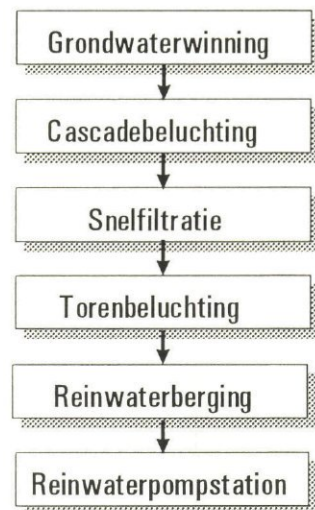 Grondwaterwinning
Cascadebeluchting
Snelfiltratie
Torenbeluchting
Reinwaterberging
Reinwaterpompstation